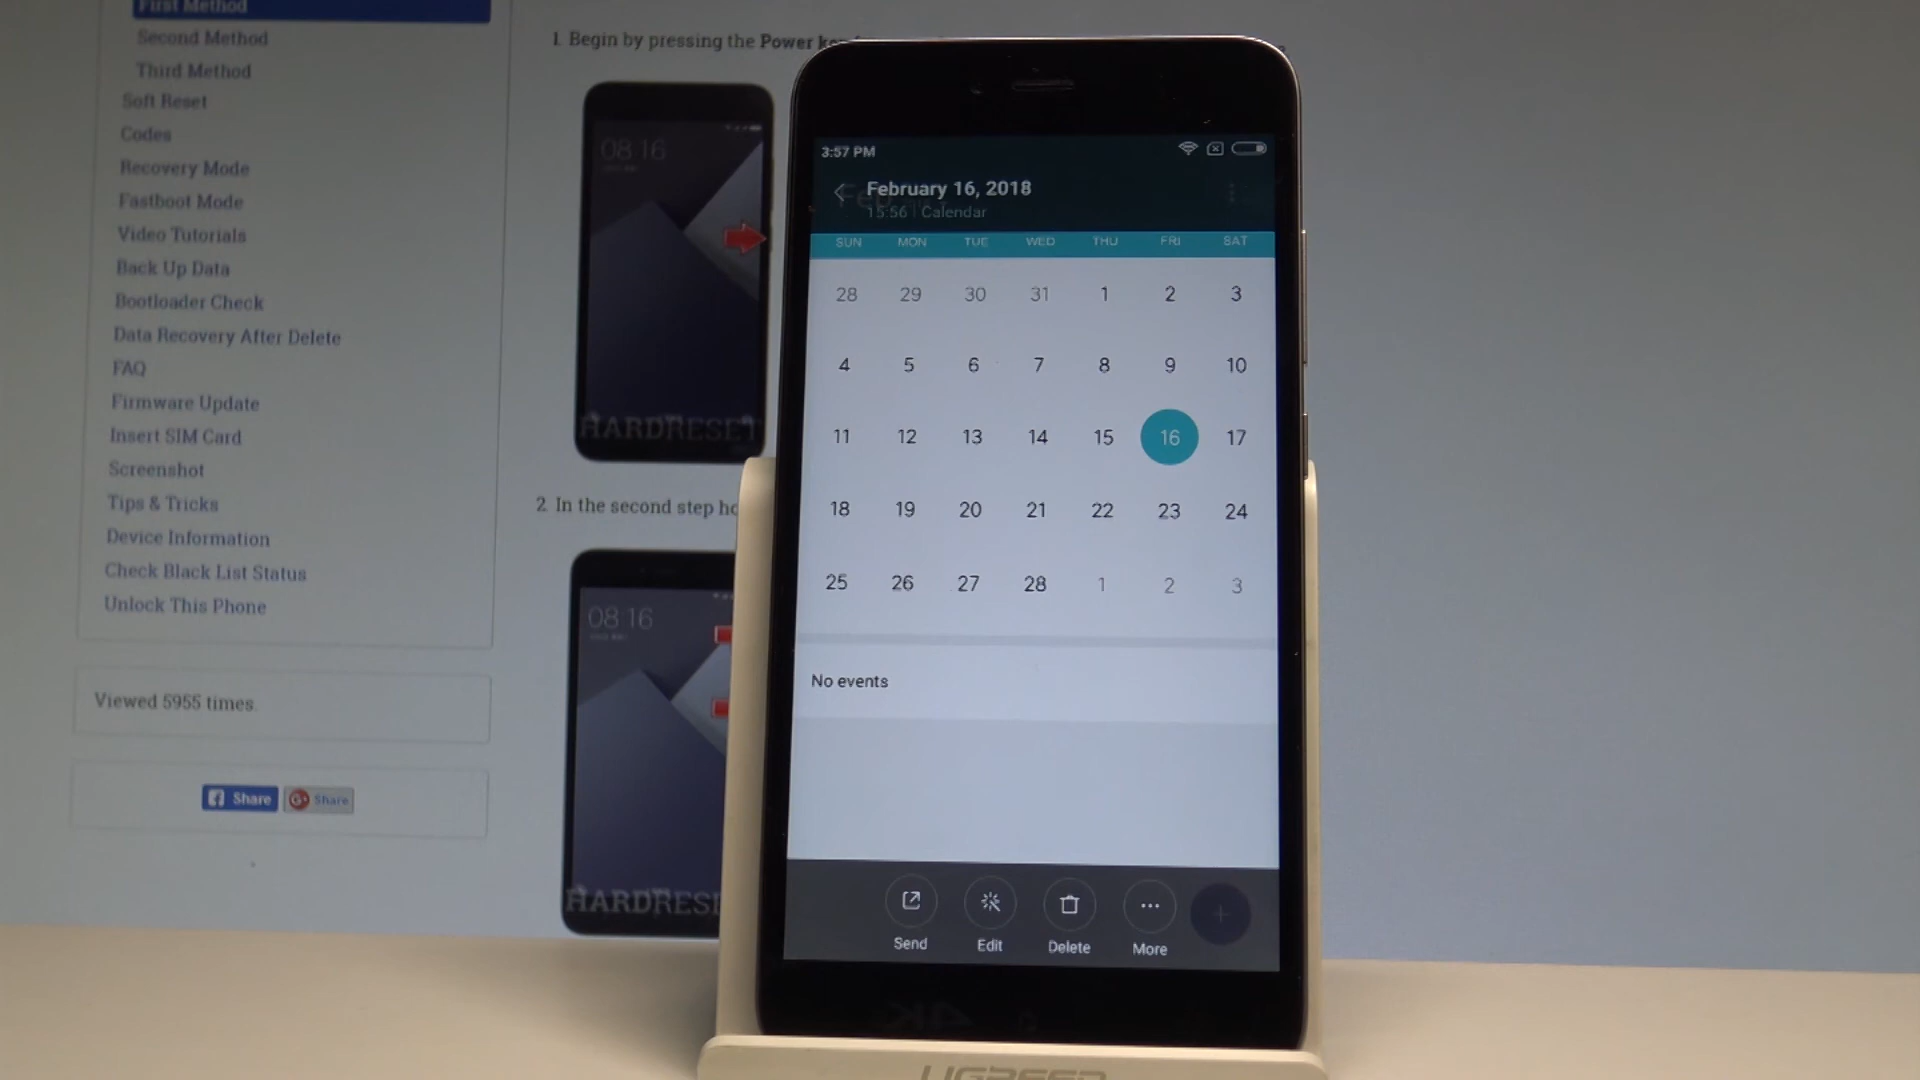 First Method
Second Method
Third Method
Soft Reset
Codes
Recovery Mode
Fastboot Mode
Video Tutorials
Back Up Data
Bootloader Check
Data Recovery After Delete
FAQ
Firmware Update
Insert SIM Card
Screenshot
Tips & Tricks
Device Information
Check Black List Status
Unlock This Phone
Viewed 5955 times.
Share
Share
1. Begin by pressing the Power
08 16
HARDRESET
2. In the second step
08 16
HARDRESE
3:57 PM
February 16, 2018
15:56 | Calendar
SUN MON TUE WED THU FRI SAT
28 29 30 31 1 2 3
4 5 6 7 8 9 10
11 12 13 14 15 16 17
18 19 20 21 22 23 24
25 26 27 28 1 2 3
No events
Send Edit Delete More
UGREEN